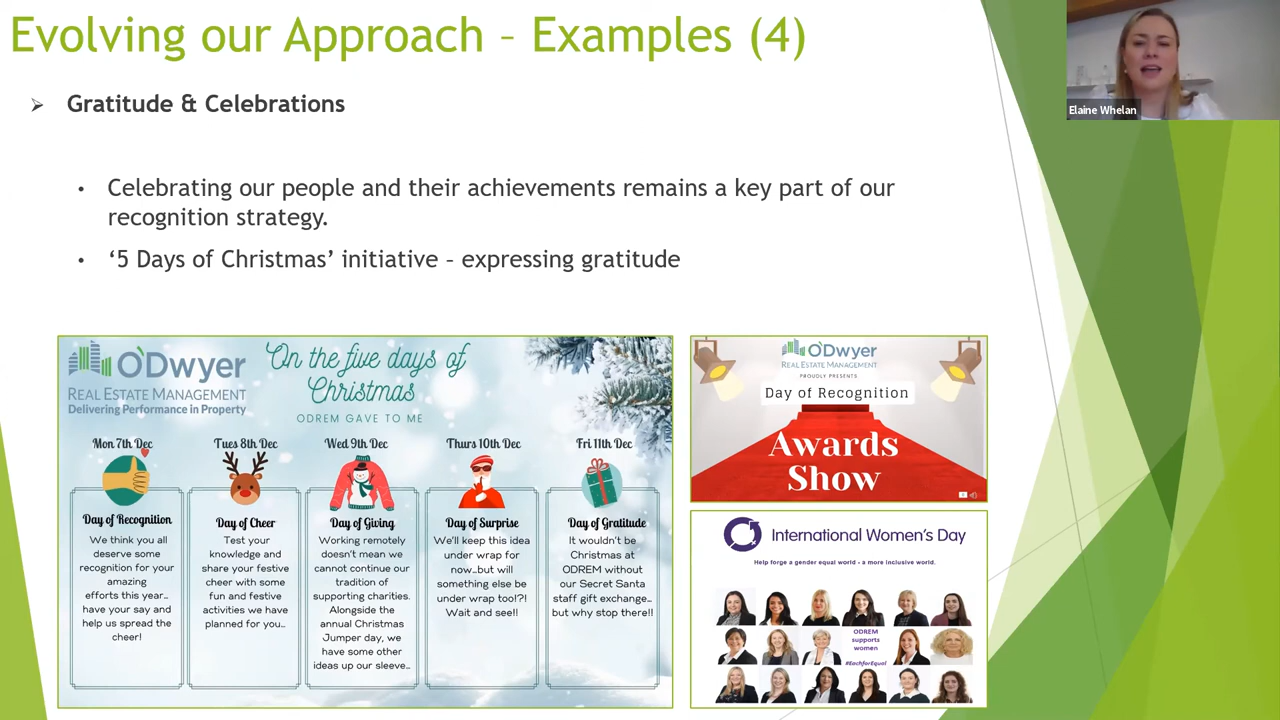 Evolving our Approach – Examples (4)
Elaine Whelan
➢ Gratitude & Celebrations
• Celebrating our people and their achievements remains a key part of our
recognition strategy.
• ‘5 Days of Christmas’ initiative – expressing gratitude
O'Dwyer
REAL ESTATE MANAGEMENT
Delivering Performance in Property
On the five days of
Christmas
ODREM GAVE TO ME
Mon 7th Dec
Day of Recognition
We think you all
deserve some
recognition for your
amazing
efforts this year...
have your say and
help us spread the
cheer!
Tues 8th Dec
Day of Cheer
Test your
knowledge and
share your festive
cheer with some
fun and festive
activities we have
planned for you...
Wed 9th Dec
Day of Giving
Working remotely
doesn't mean we
cannot continue our
tradition of
supporting charities.
Alongside the
annual Christmas
Jumper day, we
have some other
ideas up our sleeve...
Thurs 10th Dec
Day of Surprise
We'll keep this idea
under wrap for
now...but will
something else be
under wrap too!?!
Wait and see!!
Fri 11th Dec
Day of Gratitude
It wouldn't be
Christmas at
ODREM without
our Secret Santa
staff gift exchange...
but why stop there!!
O'Dwyer
REAL ESTATE MANAGEMENT
PROUDLY PRESENTS
Day of Recognition
Awards
Show
International Women's Day
Help forge a gender equal world - a more inclusive world.
ODREM
supports
women
#EachforEqual